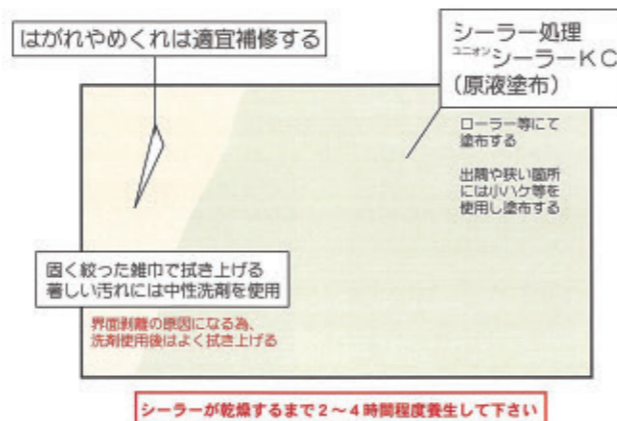 はがれやめくれは適宜補修する
シーラー処理
ユニオンシーラーKC
(原液塗布)
ローラー等にて
塗布する
出隅や狭い箇所
には小ハケ等を
使用し塗布する
固く絞った雑巾で拭き上げる
著しい汚れには中性洗剤を使用
界面剥離の原因になる為、
洗剤使用後はよく拭き上げる
シーラーが乾燥するまで2~4時間程度養生して下さい